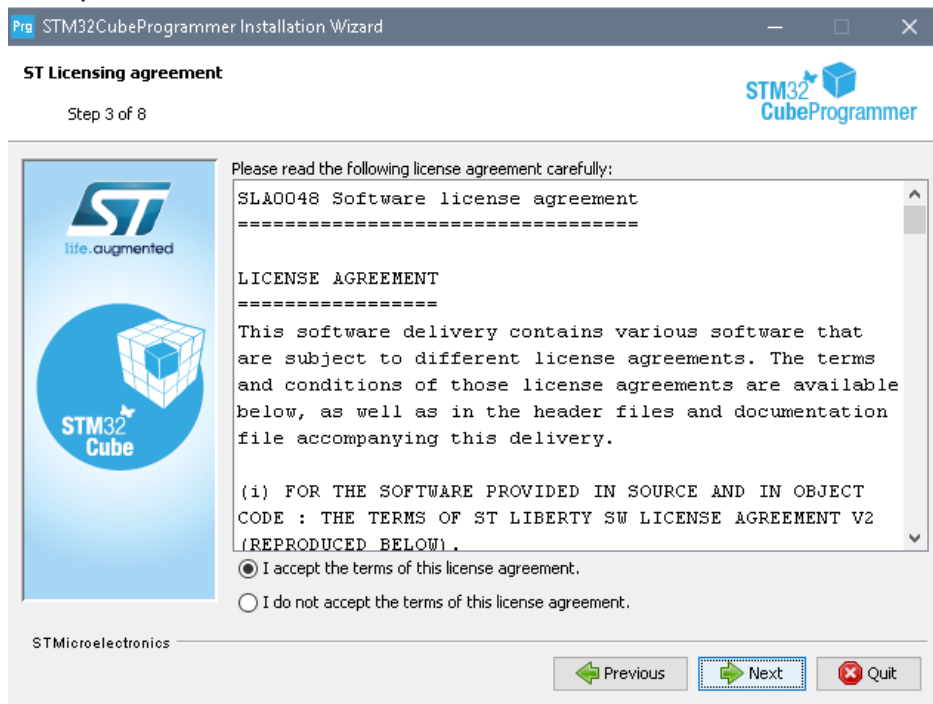 Prg STM32CubeProgrammer Installation Wizard
ST Licensing agreement
Step 3 of 8
STM32
CubeProgrammer
ST
life.augmented
STM32
Cube
Please read the following license agreement carefully:
SLA0048 Software license agreement
==================================
LICENSE AGREEMENT
=================
This software delivery contains various software that
are subject to different license agreements. The terms
and conditions of those license agreements are available
below, as well as in the header files and documentation
file accompanying this delivery.
(i) FOR THE SOFTWARE PROVIDED IN SOURCE AND IN OBJECT
CODE : THE TERMS OF ST LIBERTY SW LICENSE AGREEMENT V2
(REPRODUCED BELOW).
I accept the terms of this license agreement.
I do not accept the terms of this license agreement.
STMicroelectronics
Previous
Next
Quit